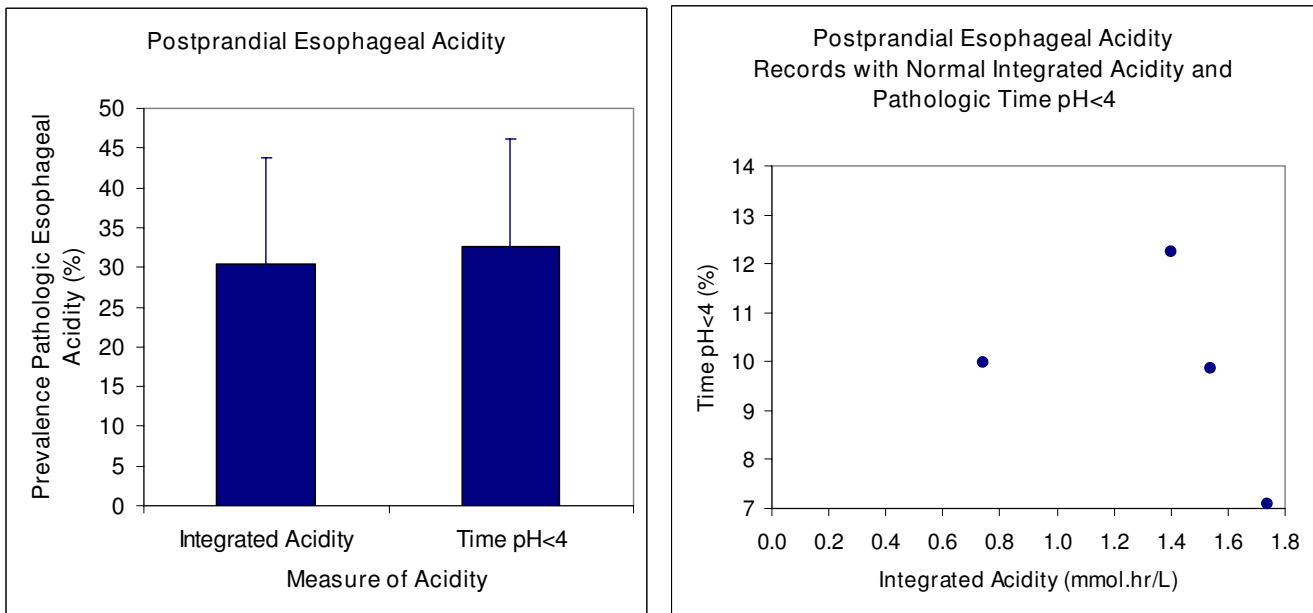 Postprandial Esophageal Acidity
Prevalence Pathologic Esophageal
Acidity (%)
50
45
40
35
30
25
20
15
10
5
0
Integrated Acidity Time pH<4
Measure of Acidity
Postprandial Esophageal Acidity
Records with Normal Integrated Acidity and
Pathologic Time pH<4
Time pH<4 (%)
14
13
12
11
10
9
8
7
0.0 0.2 0.4 0.6 0.8 1.0 1.2 1.4 1.6 1.8
Integrated Acidity (mmol.hr/L)